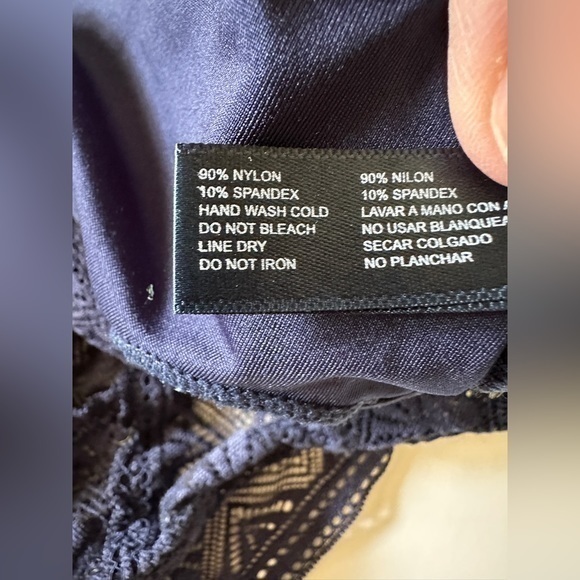 90% NYLON
10% SPANDEX
HAND WASH COLD
DO NOT BLEACH
LINE DRY
DO NOT IRON
90% NILON
10% SPANDEX
LAVAR A MANO CON
NO USAR
SECAR COLGADO
NO PLANCHAR